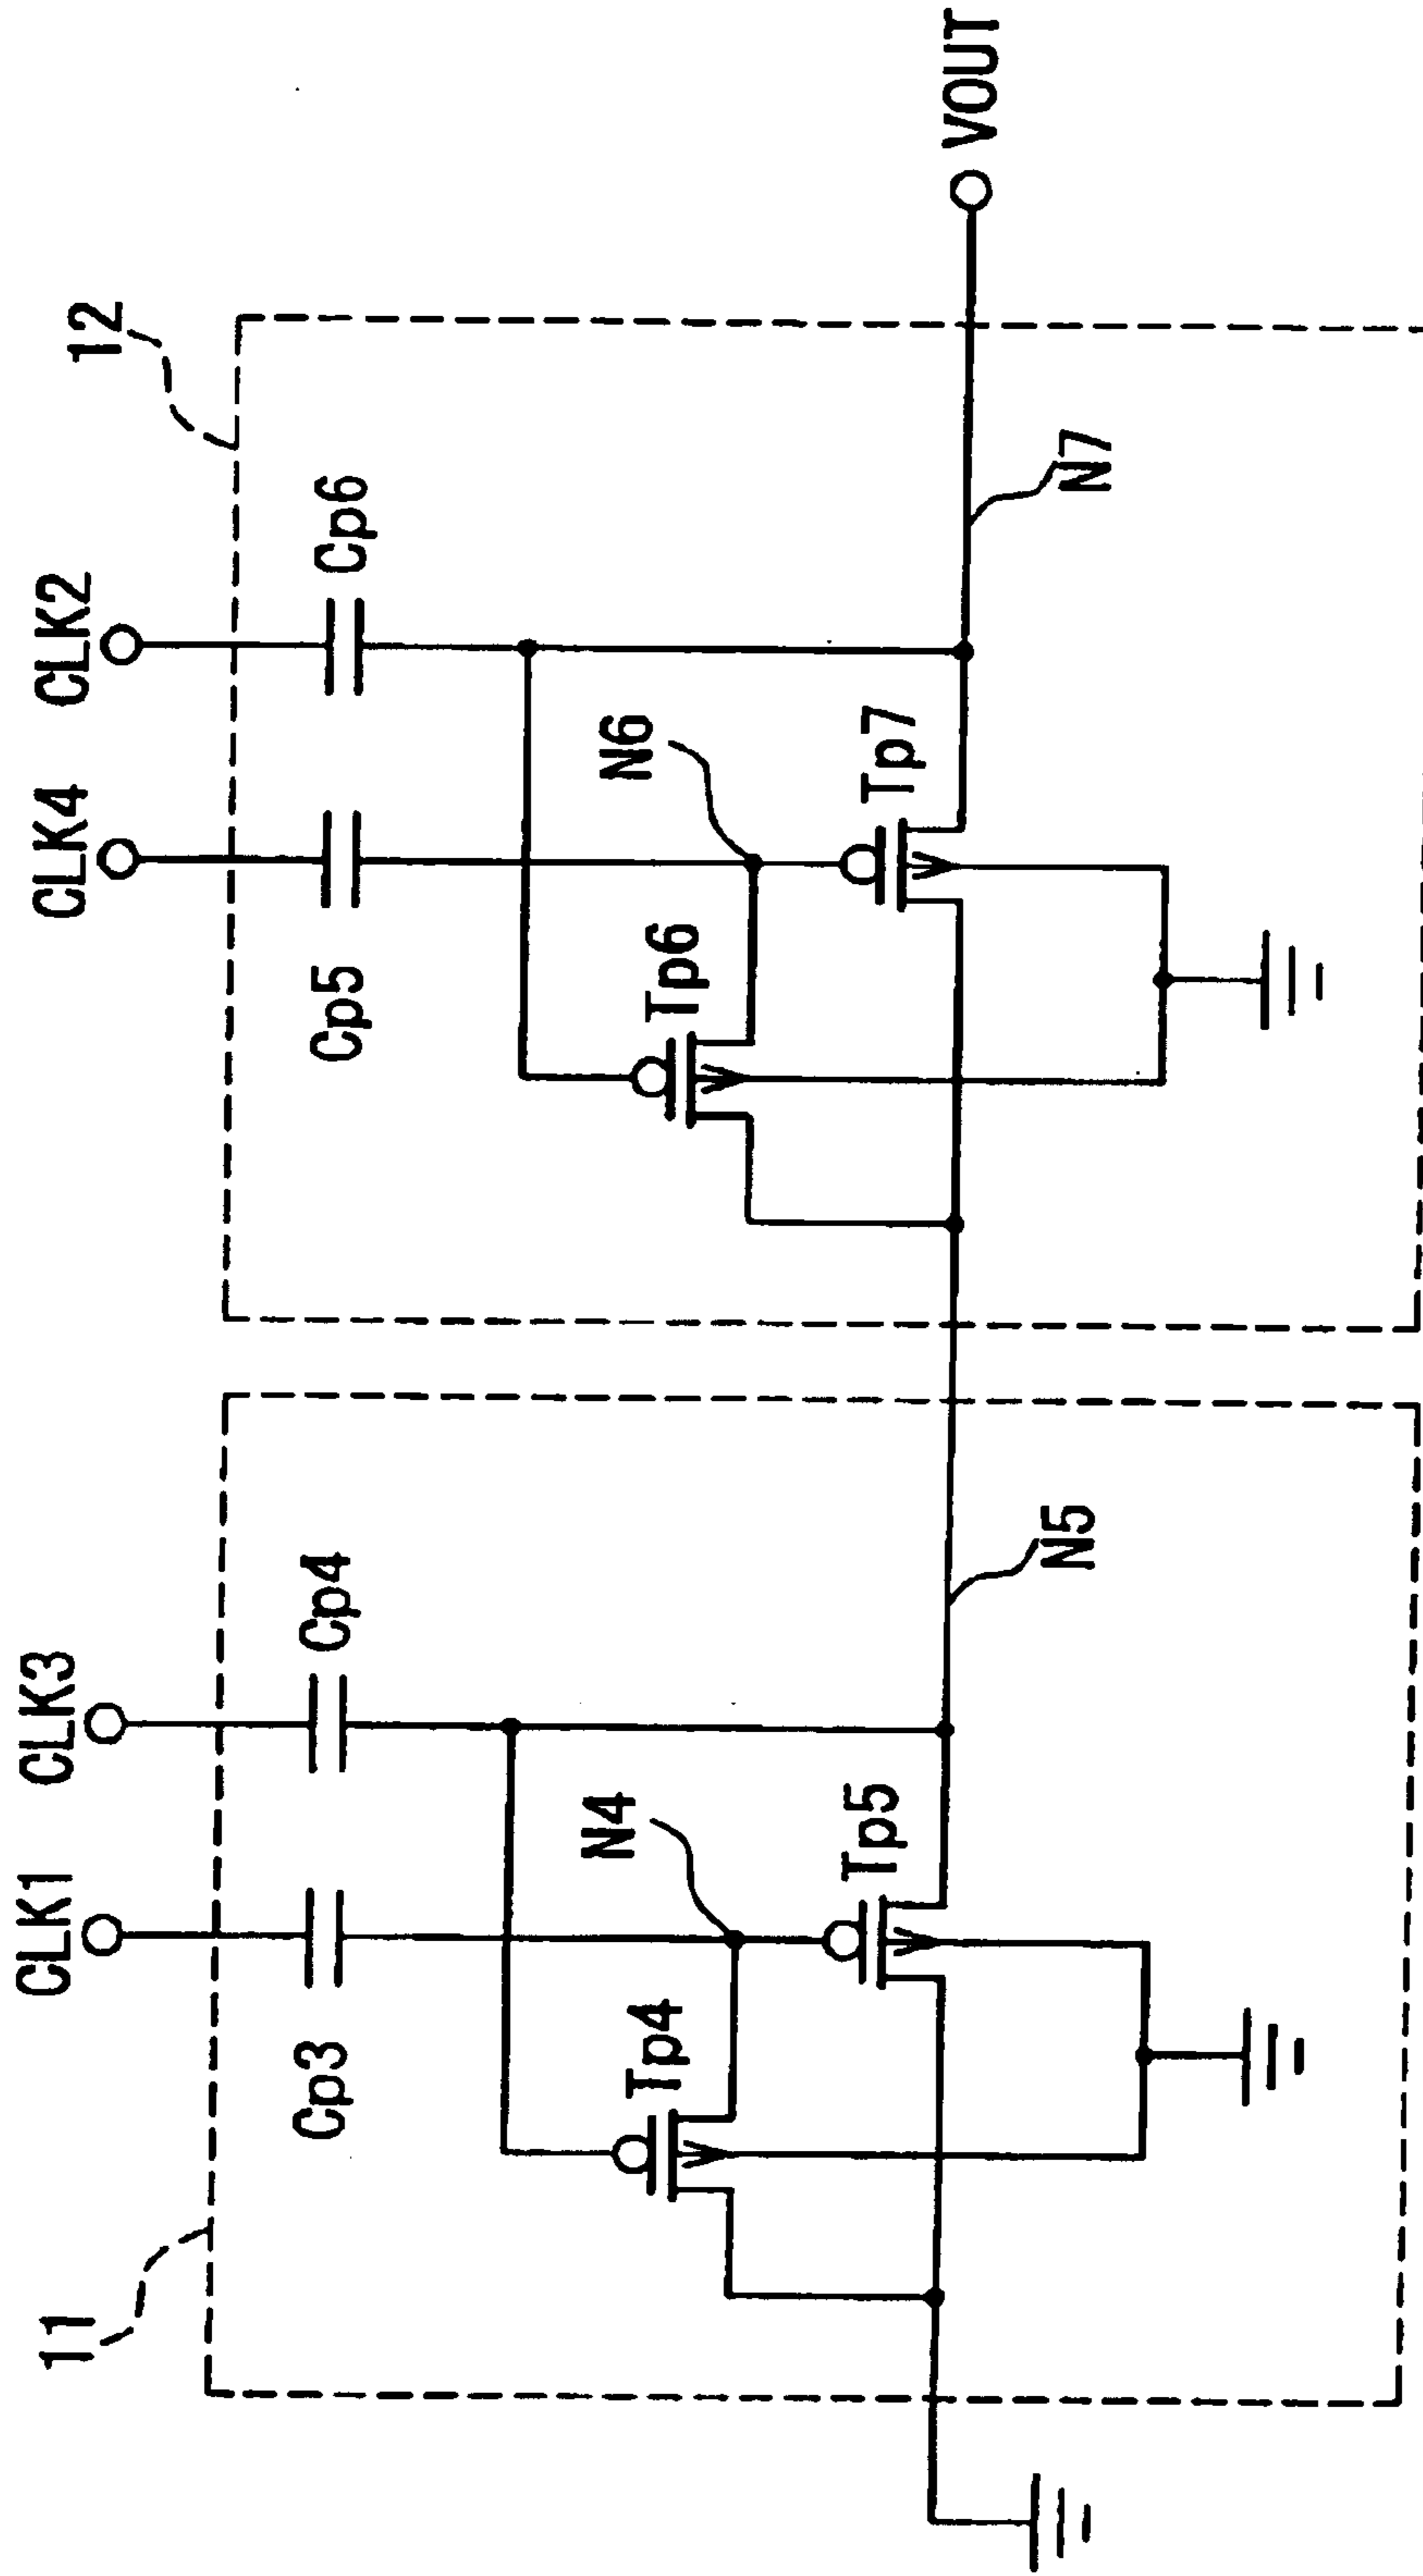 11
12
CLK1
CLK3
CLK4
CLK2
Cp3
Cp4
Cp5
Cp6
N4
N6
Tp4
Tp5
Tp6
Tp7
N5
N7
VOUT